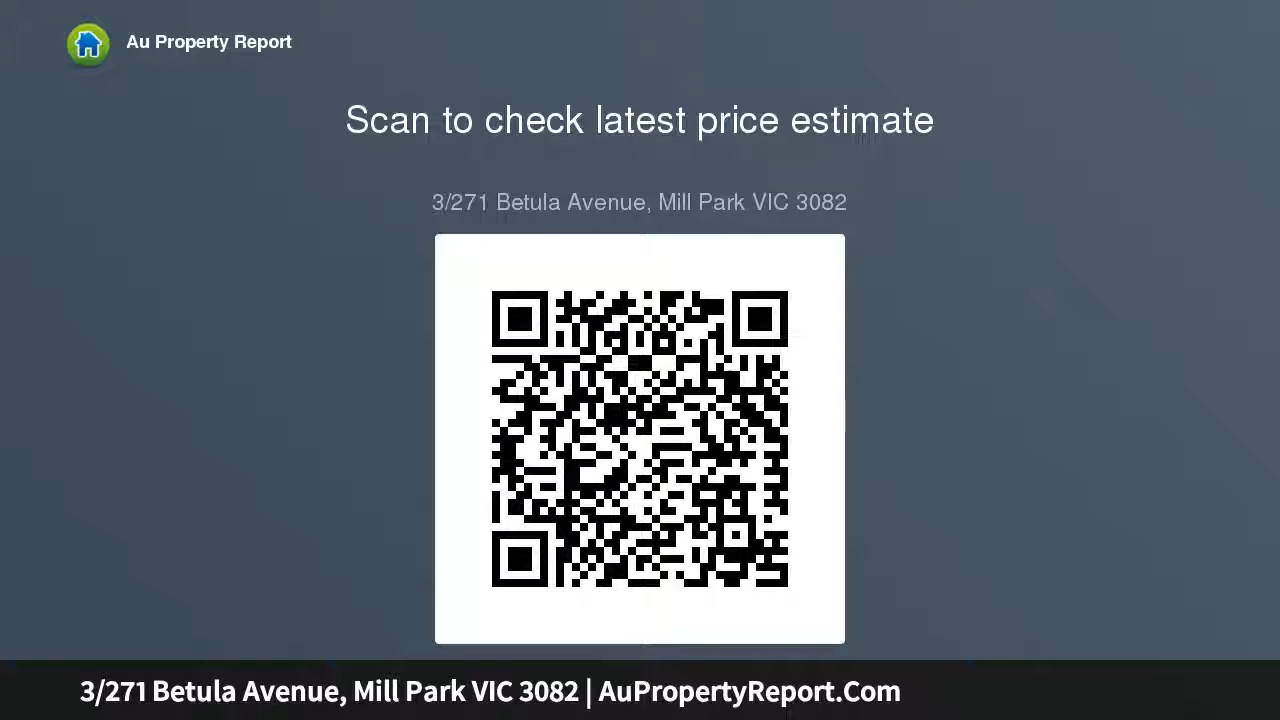 Au Property Report
Scan to check latest price estimate
3/271 Betula Avenue, Mill Park VIC 3082
3/271 Betula Avenue, Mill Park VIC 3082 | AuPropertyReport.Com